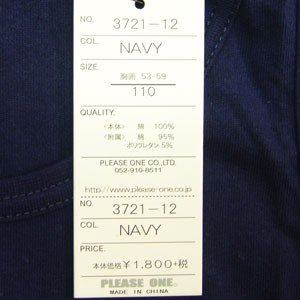 NO. 3721-12
COL. NAVY
SIZE. 胸囲 53-59
110
QUALITY.
〈本体〉 綿 100%
〈附属〉 綿 95%
ポリウレタン 5%
PLEASE ONE CO.,LTD.
052-910-8511
http://www.please-one.co.jp
NO. 3721-12
COL. NAVY
PRICE.
本体価格 ¥1,800+税
PLEASE ONE®
MADE IN CHINA